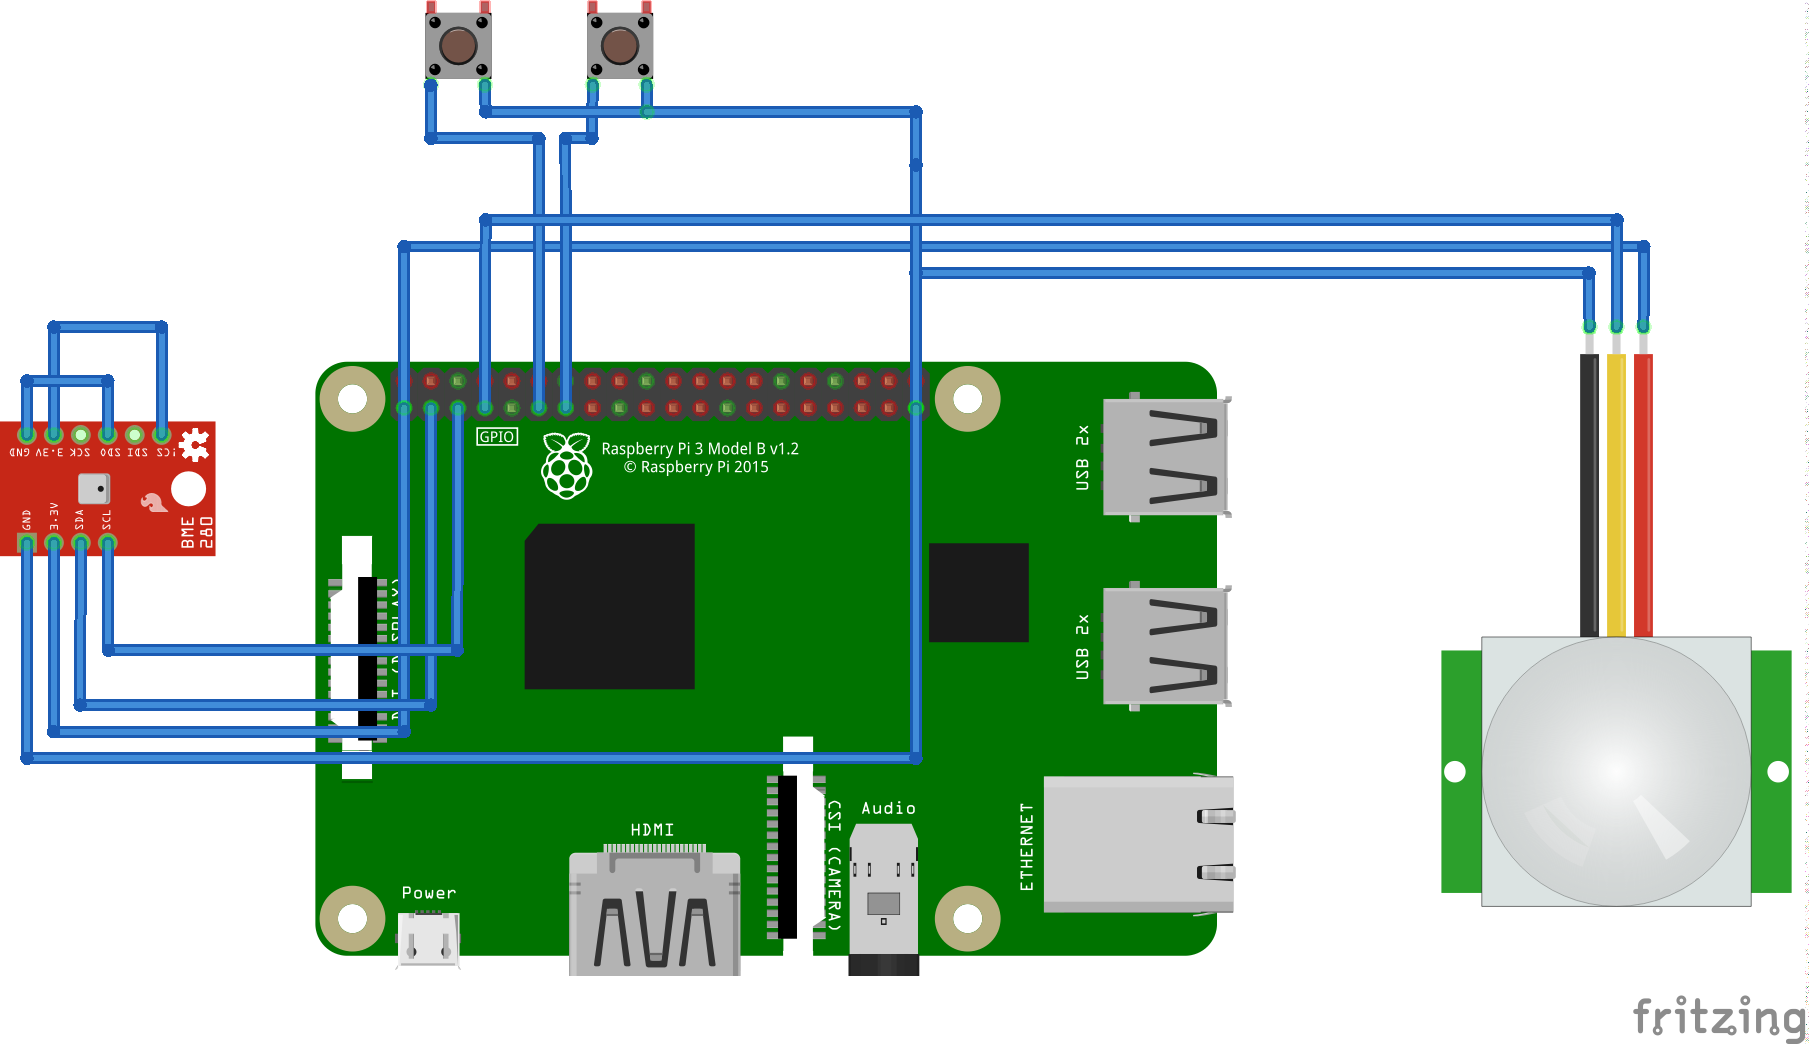 GPIO
Raspberry Pi 3 Model B v1.2
© Raspberry Pi 2015
GND
3.3V
SCK
SDO
SDI
!CS
GND
3.3V
SDA
SCL
BME
280
USB 2x
USB 2x
ETHERNET
Audio
CSI (CAMERA)
HDMI
Power
fritzing